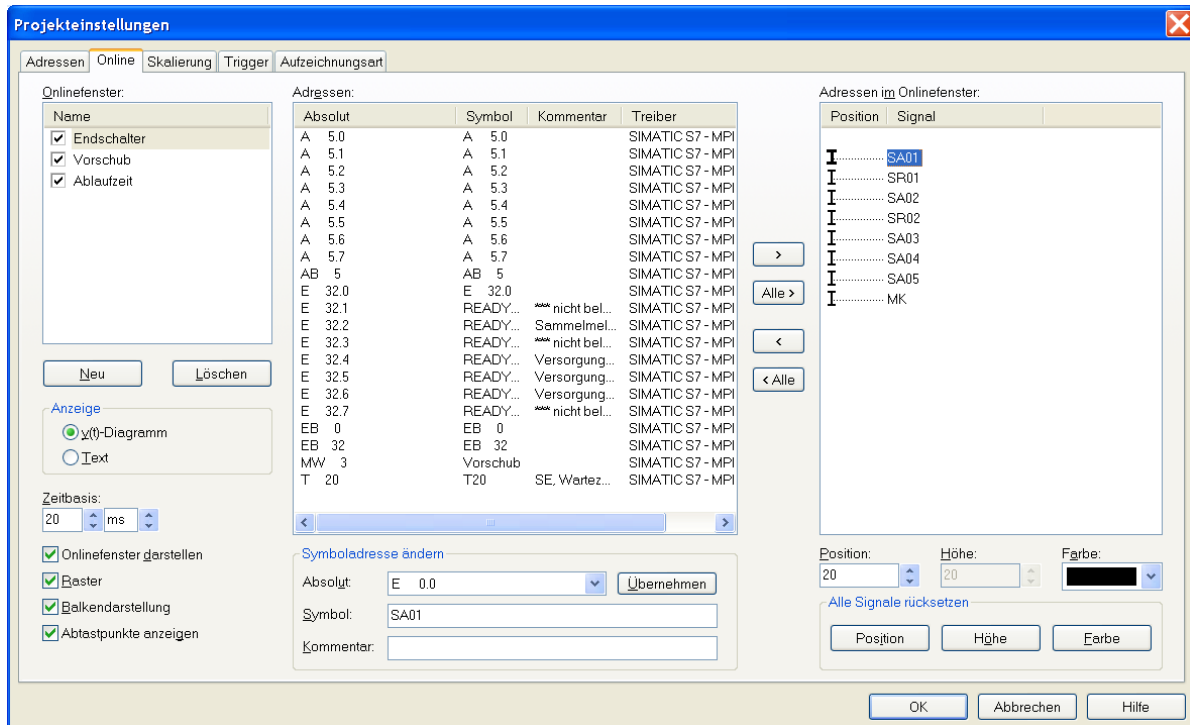 Projekteinstellungen
Adressen Online Skalierung Trigger Aufzeichnungsart
Onlinefenster:
Name
Endschalter
Vorschub
Ablaufzeit
Neu Löschen
Anzeige
y(t)-Diagramm
Text
Zeitbasis:
20 ms
Onlinefenster darstellen
Raster
Balkendarstellung
Abtastpunkte anzeigen
Adressen:
Absolut Symbol Kommentar Treiber
A 5.0 A 5.0 SIMATIC S7 - MPI
A 5.1 A 5.1 SIMATIC S7 - MPI
A 5.2 A 5.2 SIMATIC S7 - MPI
A 5.3 A 5.3 SIMATIC S7 - MPI
A 5.4 A 5.4 SIMATIC S7 - MPI
A 5.5 A 5.5 SIMATIC S7 - MPI
A 5.6 A 5.6 SIMATIC S7 - MPI
A 5.7 A 5.7 SIMATIC S7 - MPI
AB 5 AB 5 SIMATIC S7 - MPI
E 32.0 E 32.0 SIMATIC S7 - MPI
E 32.1 READY... *** nicht bel... SIMATIC S7 - MPI
E 32.2 READY... Sammelmel... SIMATIC S7 - MPI
E 32.3 READY... *** nicht bel... SIMATIC S7 - MPI
E 32.4 READY... Versorgung... SIMATIC S7 - MPI
E 32.5 READY... Versorgung... SIMATIC S7 - MPI
E 32.6 READY... Versorgung... SIMATIC S7 - MPI
E 32.7 READY... *** nicht bel... SIMATIC S7 - MPI
EB 0 EB 0 SIMATIC S7 - MPI
EB 32 EB 32 SIMATIC S7 - MPI
MW 3 Vorschub SIMATIC S7 - MPI
T 20 T20 SE, Wartez... SIMATIC S7 - MPI
Symboladresse ändern
Absolut: E 0.0 Übernehmen
Symbol: SA01
Kommentar:
>
Alle >
<
< Alle
Adressen im Onlinefenster:
Position Signal
SA01
SR01
SA02
SR02
SA03
SA04
SA05
MK
Position: Höhe: Farbe:
20 20
Alle Signale rücksetzen
Position Höhe Farbe
OK Abbrechen Hilfe